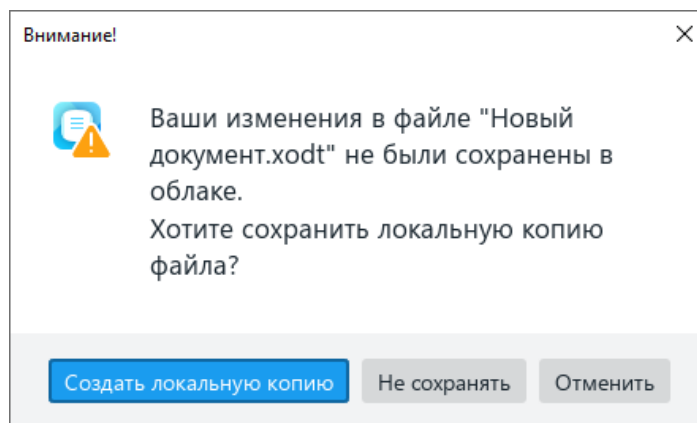 Внимание!
Ваши изменения в файле "Новый
документ.xodt" не были сохранены в
облаке.
Хотите сохранить локальную копию
файла?
Создать локальную копию Не сохранять Отменить